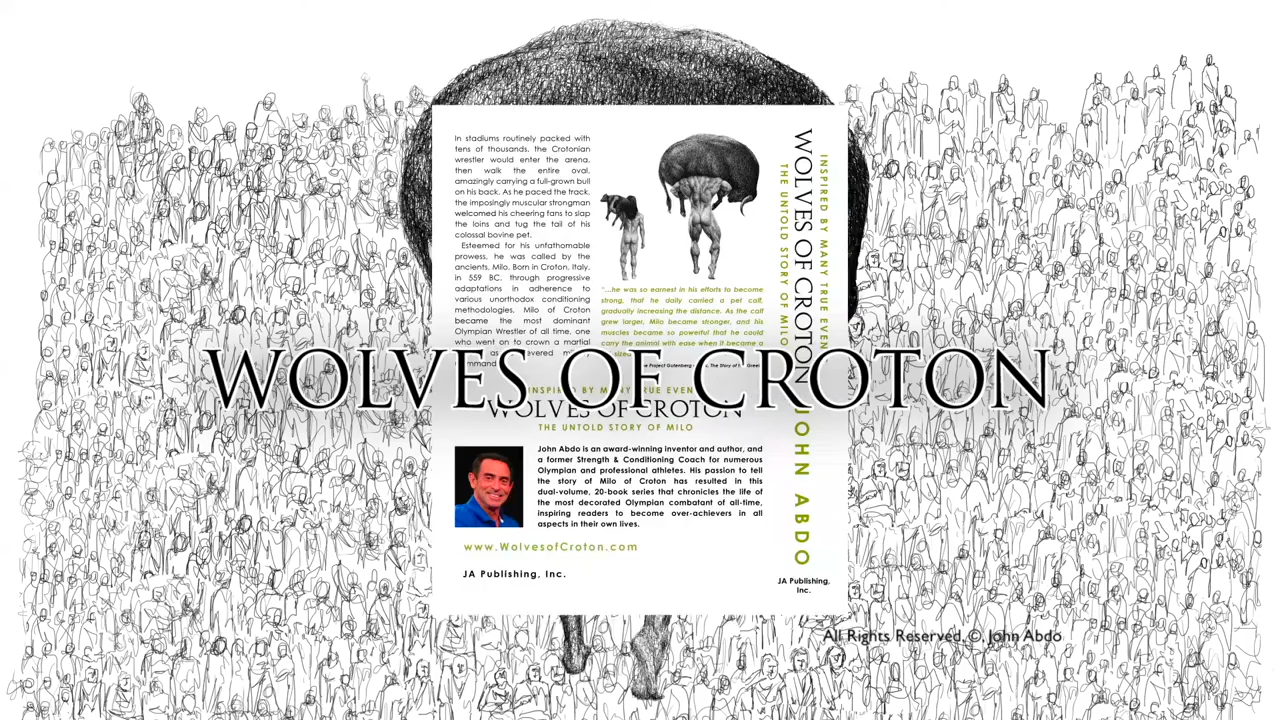 In stadiums routinely packed with
tens of thousands, the Crotonian
wrestler would enter the arena,
then walk the entire oval,
amazingly carrying a full-grown bull
on his back. As he paced the track,
the imposingly muscular strongman
welcomed his cheering fans to slap
the loins and tug the tail of his
colossal bovine pet.
Esteemed for his unfathomable
prowess, he was called by the
ancients, Milo. Born in Croton, Italy,
in 559 BC, through progressive
adaptations in adherence to
various unorthodox conditioning
methodologies, Milo of Croton
became the most dominant
Olympian Wrestler of all time, one
who went on to crown a martial
as
"...he was so earnest in his efforts to become
strong, that he daily carried a pet calf,
gradually increasing the distance. As the calf
grew larger, Milo became stronger, and his
muscles became so powerful that he could
carry the animal with ease when it became a
Project Gutenberg The Story of
INSPIRED BY MANY TRUE
WOLVES OF CROTON
THE UNTOLD STORY OF MILO
JOHN ABDO
JA Publishing,
Inc.
WOLVES OF CROTON
INSPIRED BY
WOLVES OF CROTON
THE UNTOLD STORY OF MILO
John Abdo is an award-winning inventor and author, and
a former Strength & Conditioning Coach for numerous
Olympian and professional athletes. His passion to tell
the story of Milo of Croton has resulted in this
dual-volume, 20-book series that chronicles the life of
the most decorated Olympian combatant of all-time,
inspiring readers to become over-achievers in all
aspects in their own lives.
www.WolvesofCroton.com
JA Publishing, Inc.
All Rights Reserved, ©, John Abdo